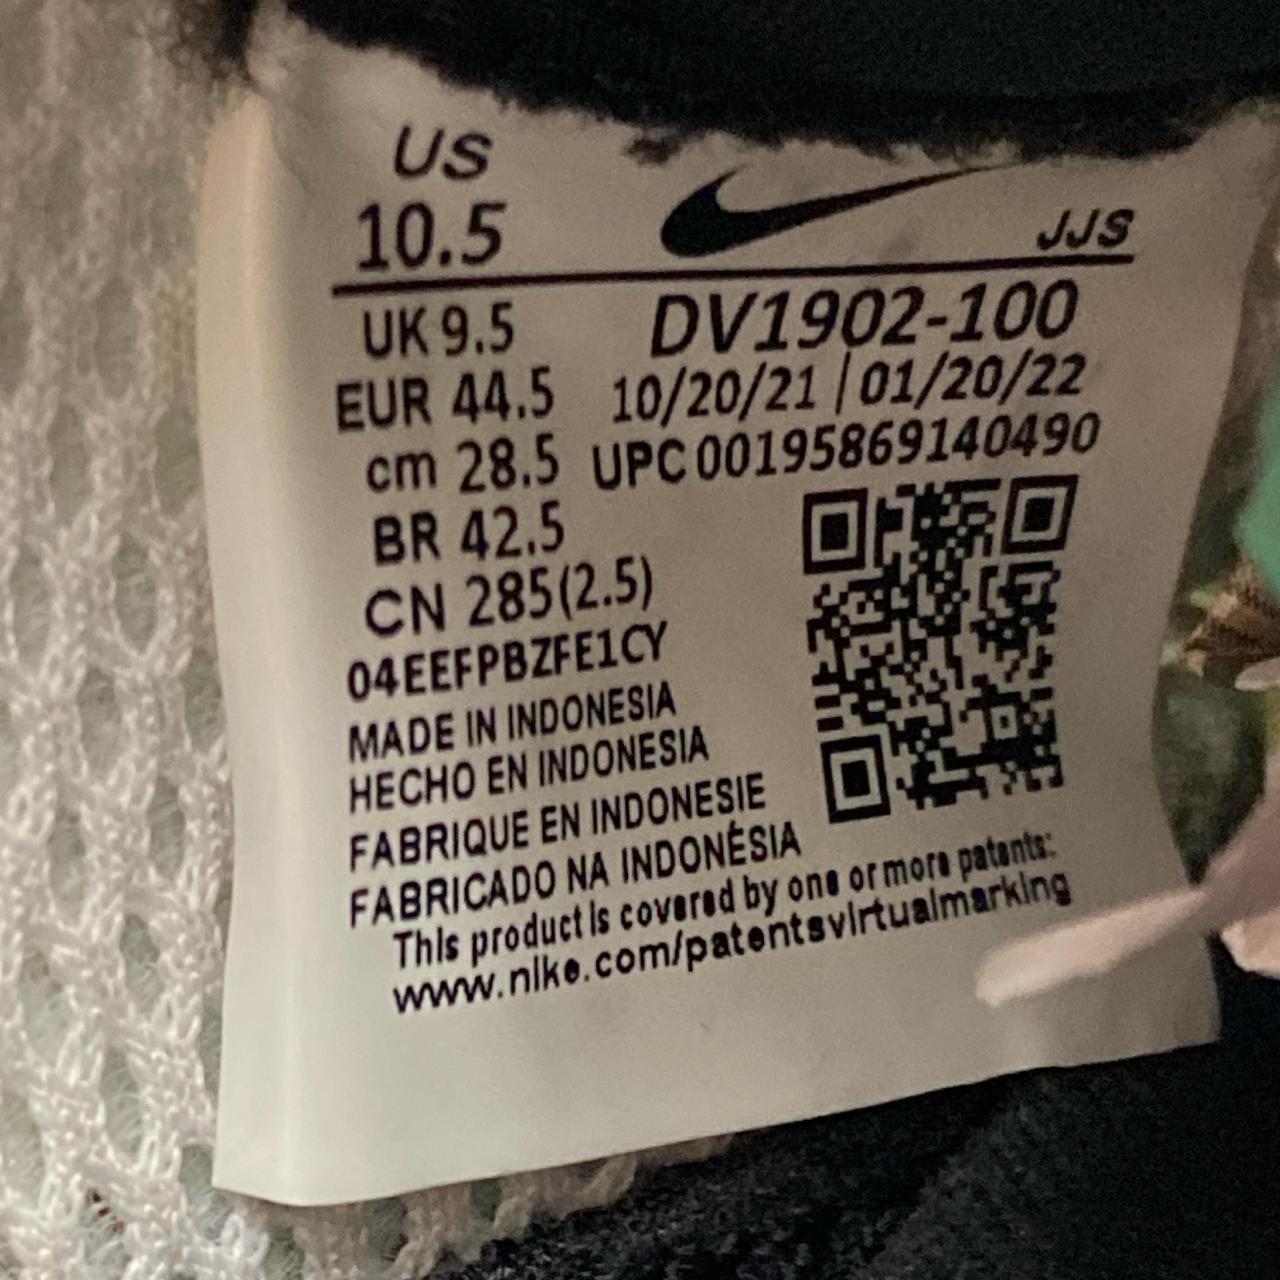 US
10.5
JJS
UK 9.5
DV1902-100
EUR 44.5
10/20/21 | 01/20/22
cm 28.5
UPC 00195869140490
BR 42.5
CN 285(2.5)
04EEFPBZFE1CY
MADE IN INDONESIA
HECHO EN INDONESIA
FABRIQUE EN INDONESIE
FABRICADO NA INDONÉSIA
This product is covered by one or more patents:
www.nike.com/patentsvirtualmarking